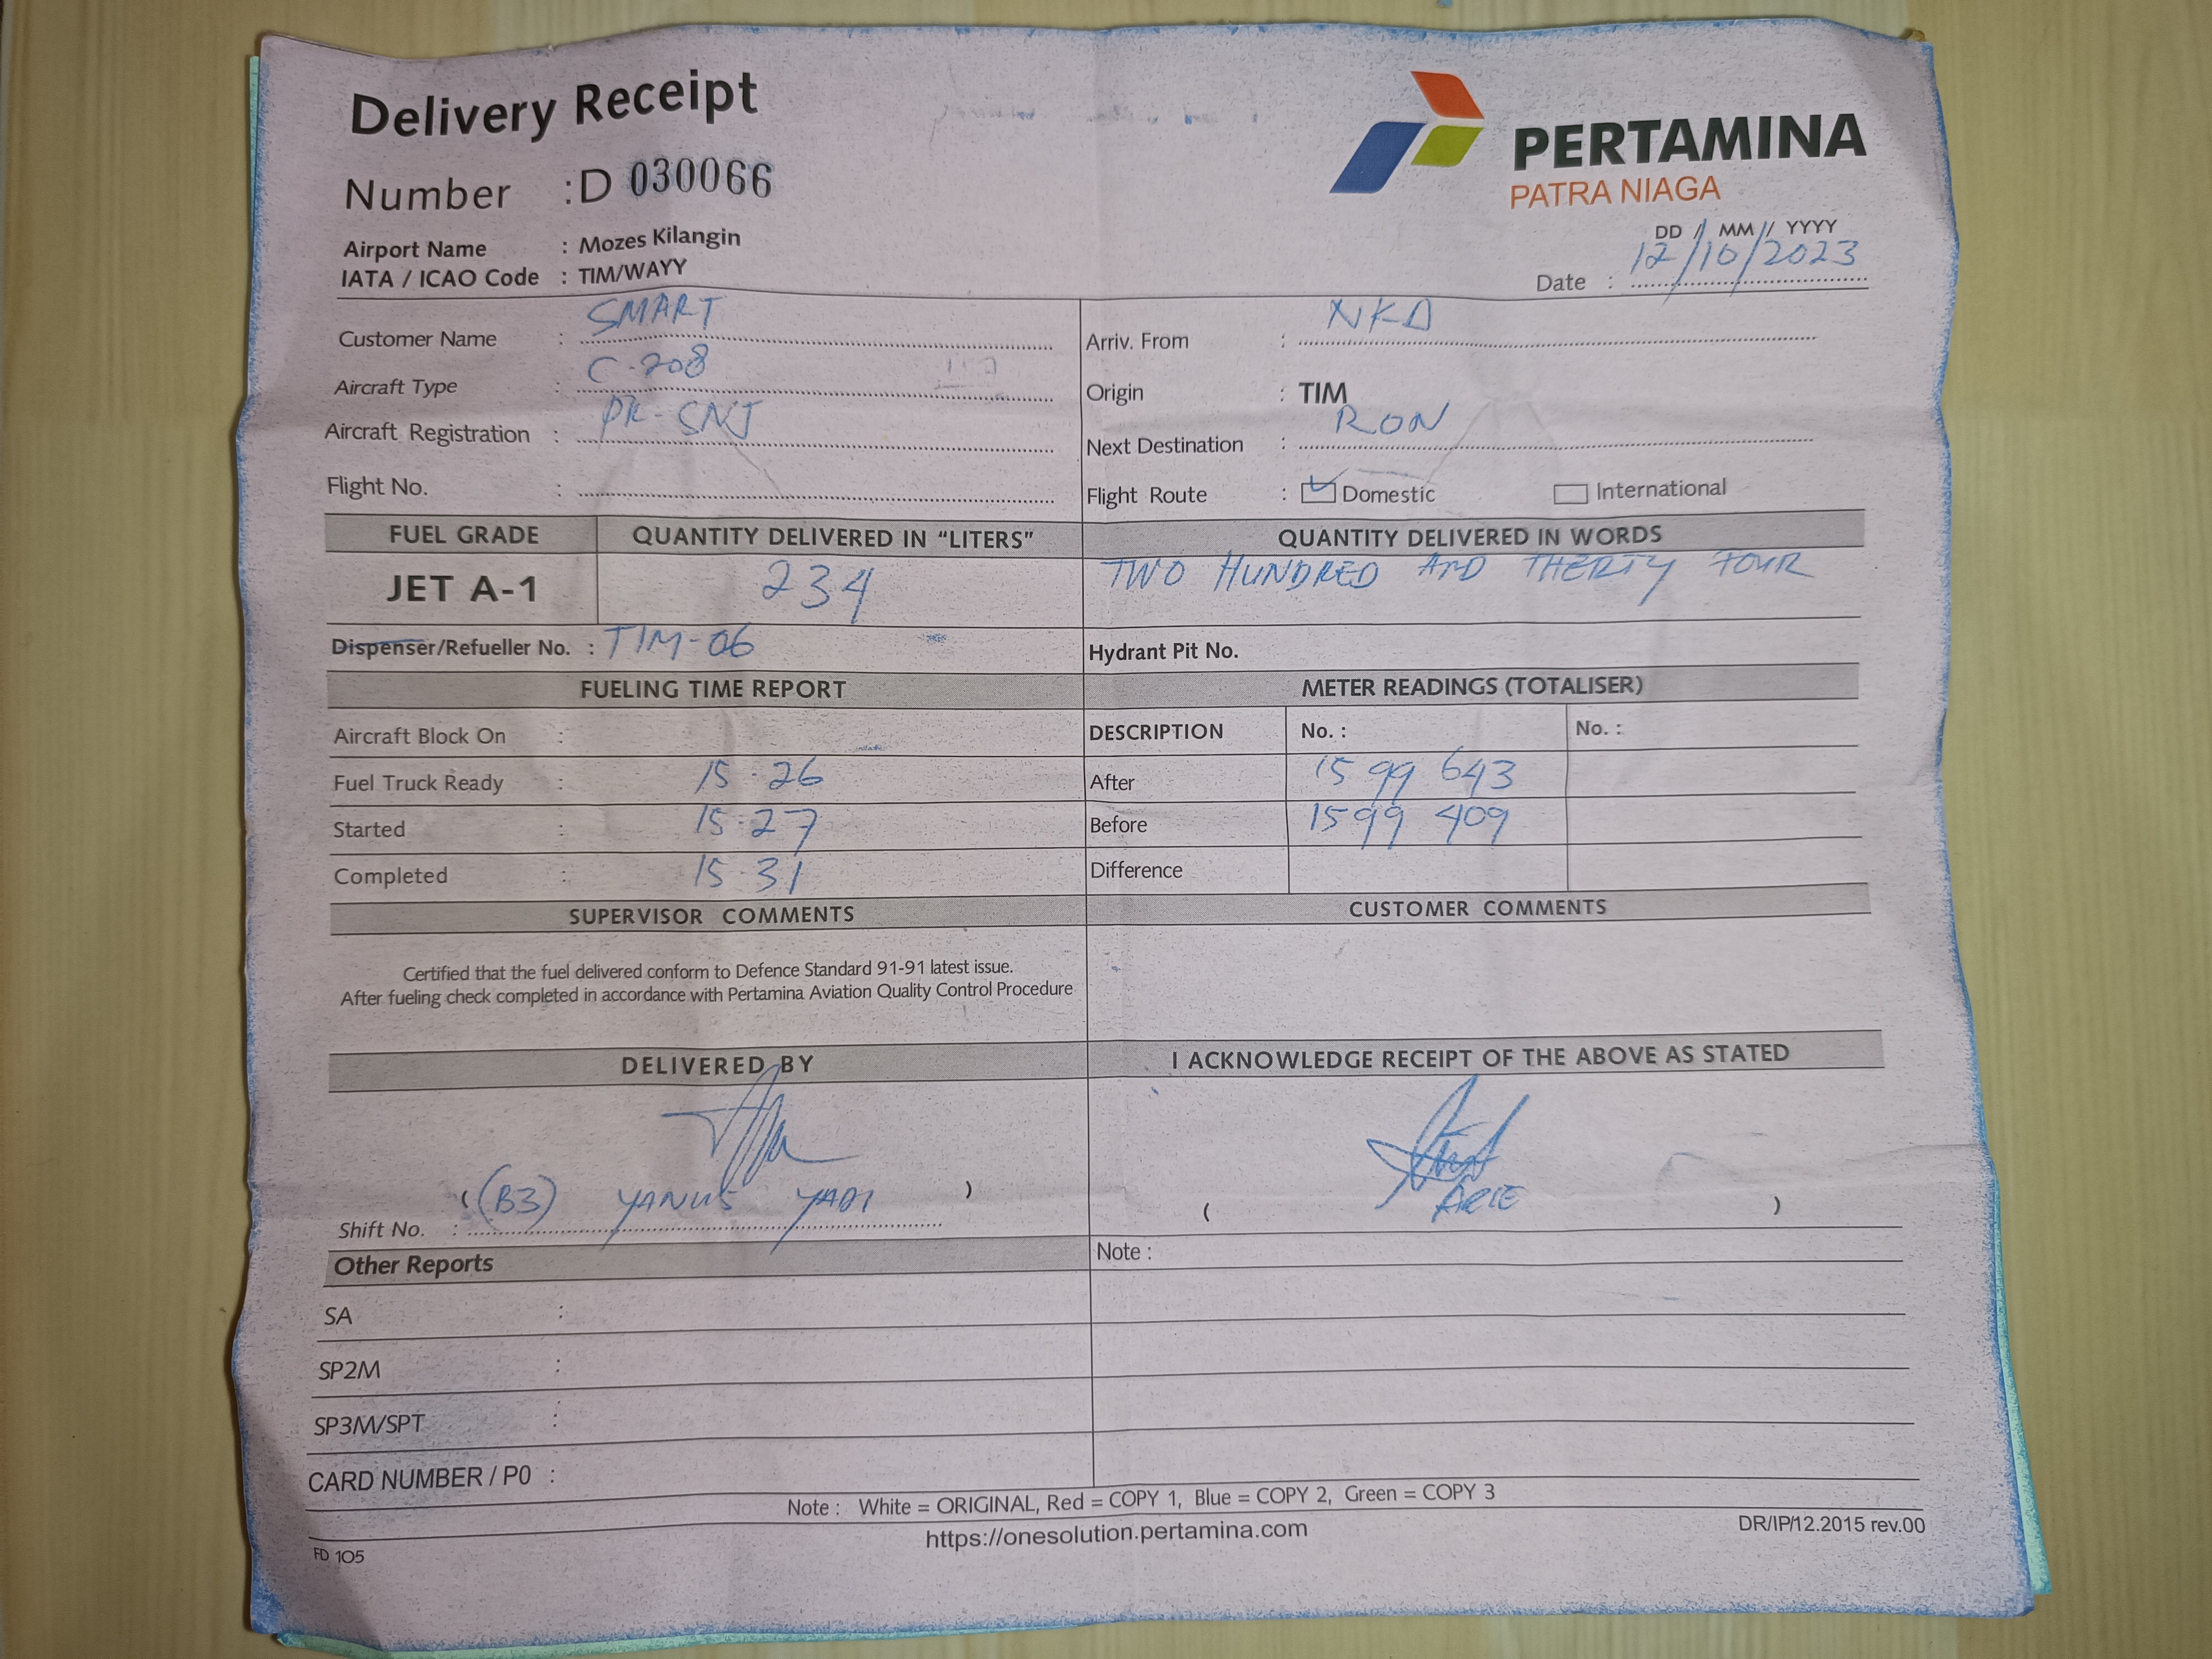 Delivery Receipt
Number : D 030066
Airport Name : Mozes Kilangin
IATA / ICAO Code : TIM/WAYY
PERTAMINA
PATRA NIAGA
DD / MM / YYYY
Date : 12/10/2023
Customer Name : SMART
Aircraft Type : C-208
Aircraft Registration : PK-SNJ
Flight No. :
Arriv. From : NKD
Origin : TIM
Next Destination : RON
Flight Route : Domestic International
FUEL GRADE QUANTITY DELIVERED IN “LITERS” QUANTITY DELIVERED IN WORDS
JET A-1 234 TWO HUNDRED AND THERTY FOUR
Dispenser/Refueller No. : TIM-06 Hydrant Pit No.
FUELING TIME REPORT METER READINGS (TOTALISER)
Aircraft Block On : DESCRIPTION No. : No. :
Fuel Truck Ready : 15-26 After 1599 643
Started : 15-27 Before 1599 409
Completed : 15-31 Difference
SUPERVISOR COMMENTS CUSTOMER COMMENTS
Certified that the fuel delivered conform to Defence Standard 91-91 latest issue.
After fueling check completed in accordance with Pertamina Aviation Quality Control Procedure
DELIVERED BY I ACKNOWLEDGE RECEIPT OF THE ABOVE AS STATED
( (B3) YANUS YADI ) ( ARIE )
Shift No. :
Other Reports Note :
SA :
SP2M :
SP3M/SPT :
CARD NUMBER / P0 :
Note : White = ORIGINAL, Red = COPY 1, Blue = COPY 2, Green = COPY 3
https://onesolution.pertamina.com
FD 105 DR/IP/12.2015 rev.00